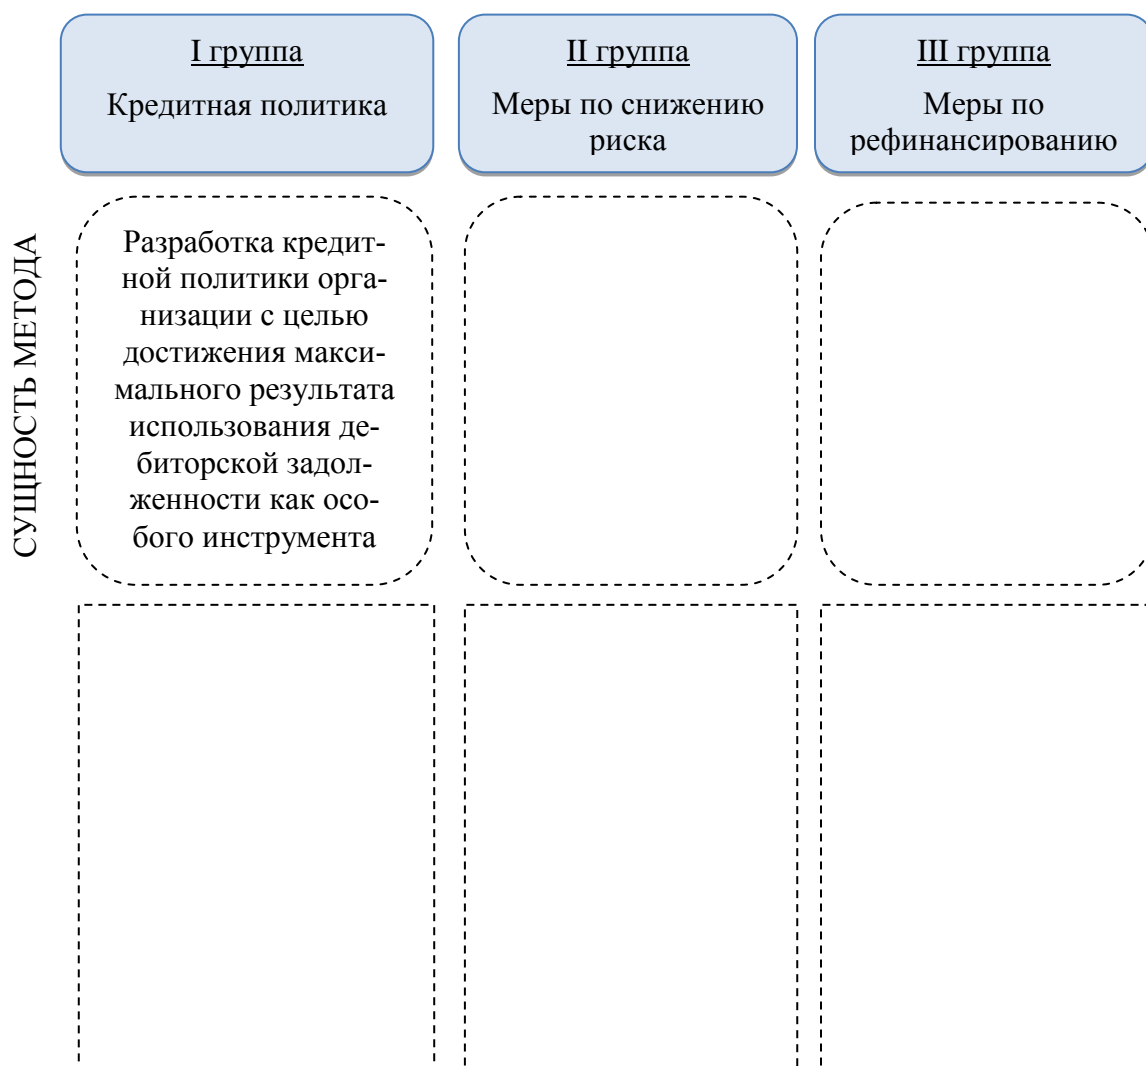 I группа
Кредитная политика
II группа
Меры по снижению
риска
III группа
Меры по
рефинансированию
СУЩНОСТЬ МЕТОДА
Разработка кредит-
ной политики орга-
низации с целью
достижения макси-
мального результата
использования де-
биторской задол-
женности как осо-
бого инструмента